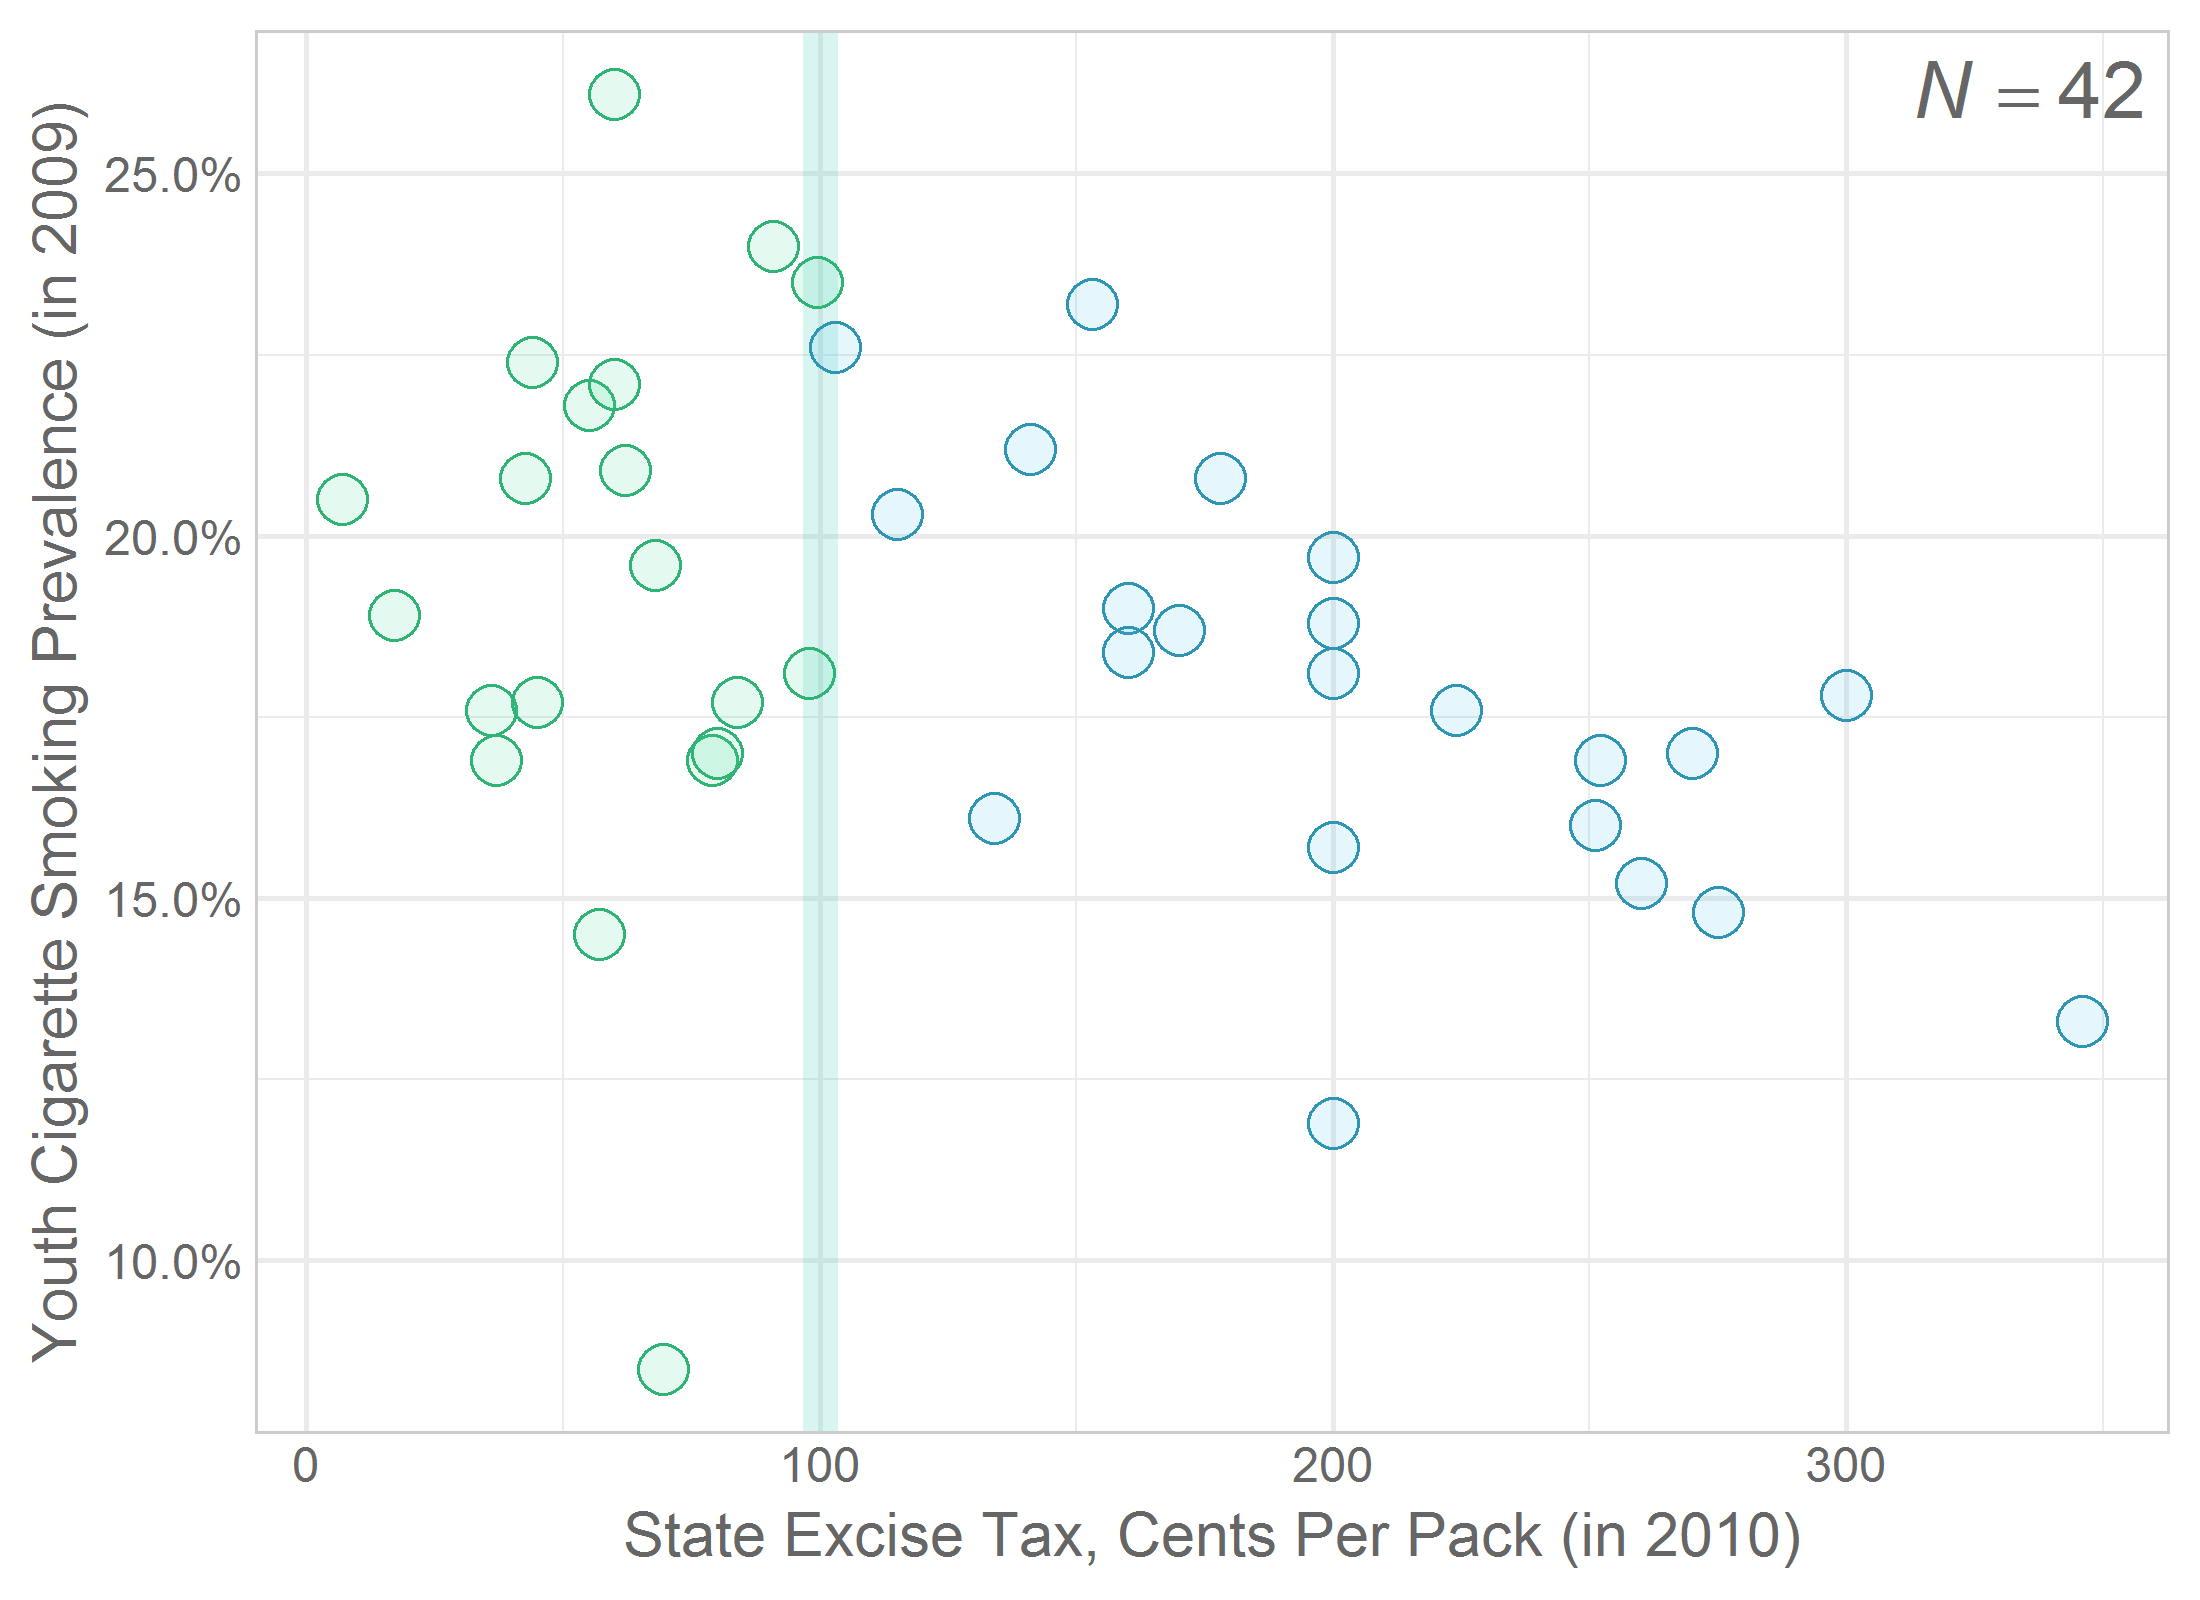 N = 42
Youth Cigarette Smoking Prevalence (in 2009)
25.0%
20.0%
15.0%
10.0%
0 100 200 300
State Excise Tax, Cents Per Pack (in 2010)